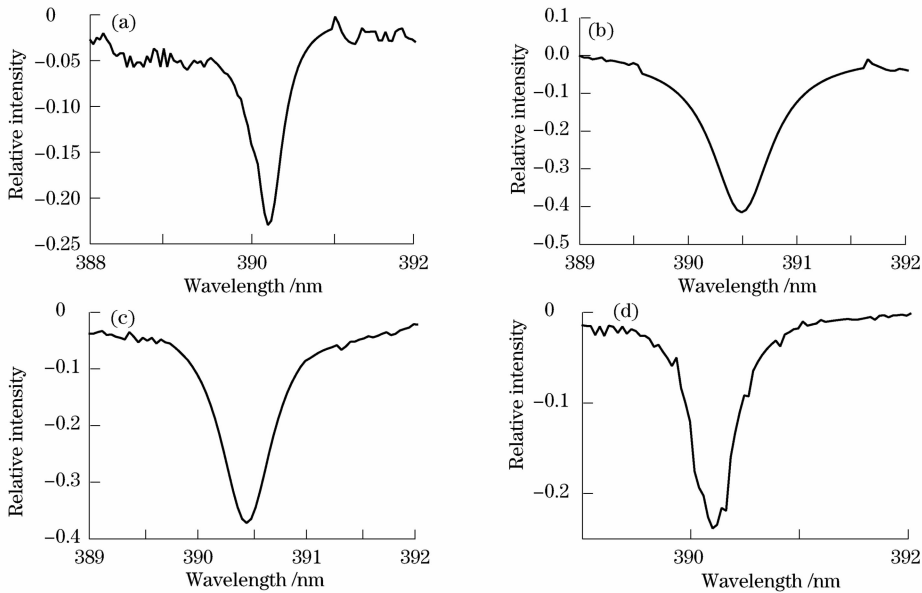 (a)
0
−0.05
−0.10
−0.15
−0.20
−0.25
388
390
392
Relative intensity
Wavelength /nm
(b)
0.1
0.0
−0.1
−0.2
−0.3
−0.4
−0.5
389
390
391
392
Relative intensity
Wavelength /nm
(c)
0
−0.1
−0.2
−0.3
−0.4
389
390
391
392
Relative intensity
Wavelength /nm
(d)
0
−0.1
−0.2
390
392
Relative intensity
Wavelength /nm